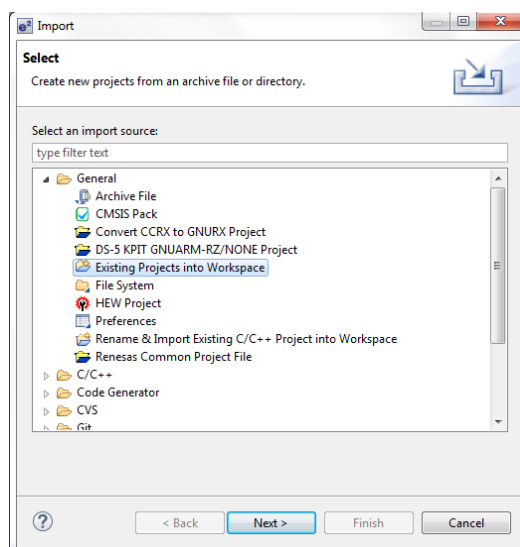 e² Import
Select
Create new projects from an archive file or directory.
Select an import source:
type filter text
General
Archive File
CMSIS Pack
Convert CCRX to GNURX Project
DS-5 KPIT GNUARM-RZ/NONE Project
Existing Projects into Workspace
File System
HEW Project
Preferences
Rename & Import Existing C/C++ Project into Workspace
Renesas Common Project File
C/C++
Code Generator
CVS
Git
? < Back Next > Finish Cancel